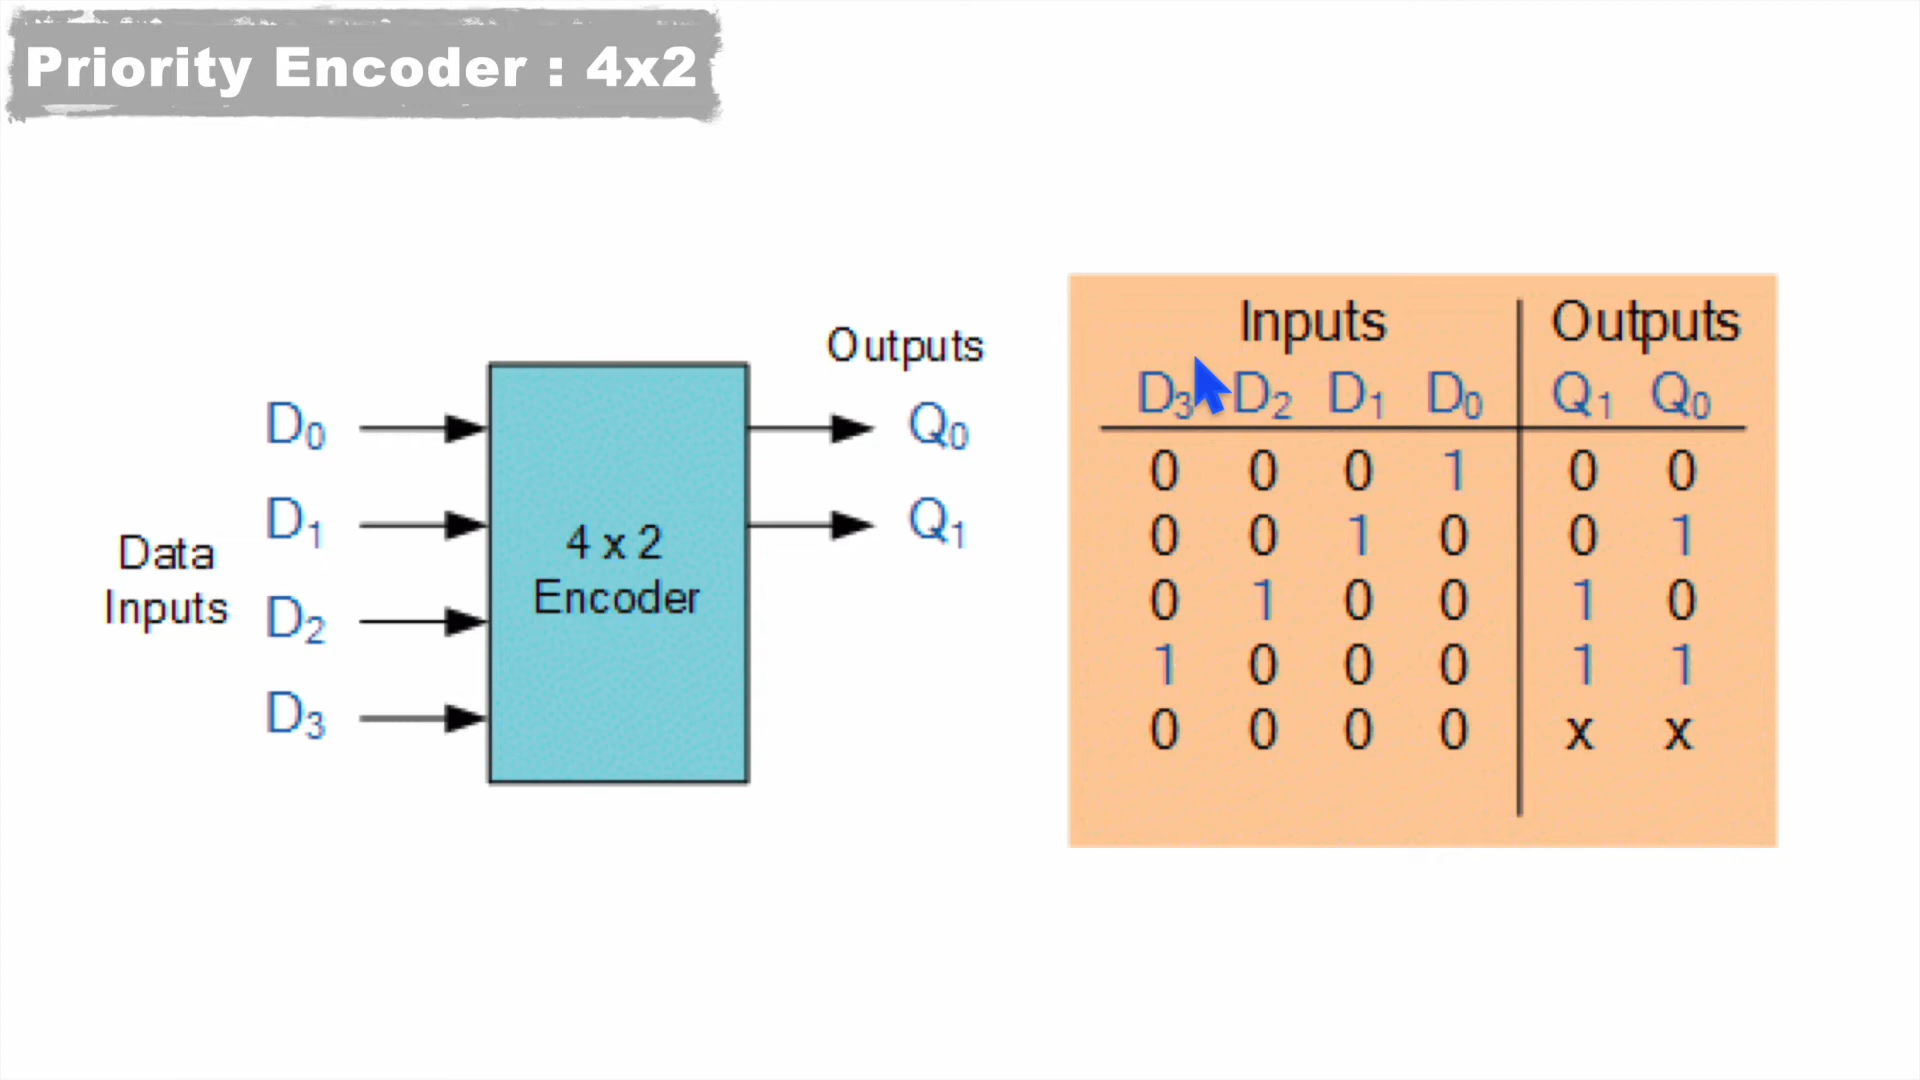 Priority Encoder : 4x2
Outputs
D₀
Q₀
D₁
Q₁
Data
Inputs
D₂
D₃
4 x 2
Encoder
Inputs Outputs
D₃ D₂ D₁ D₀ Q₁ Q₀
0 0 0 1 0 0
0 0 1 0 0 1
0 1 0 0 1 0
1 0 0 0 1 1
0 0 0 0 x x